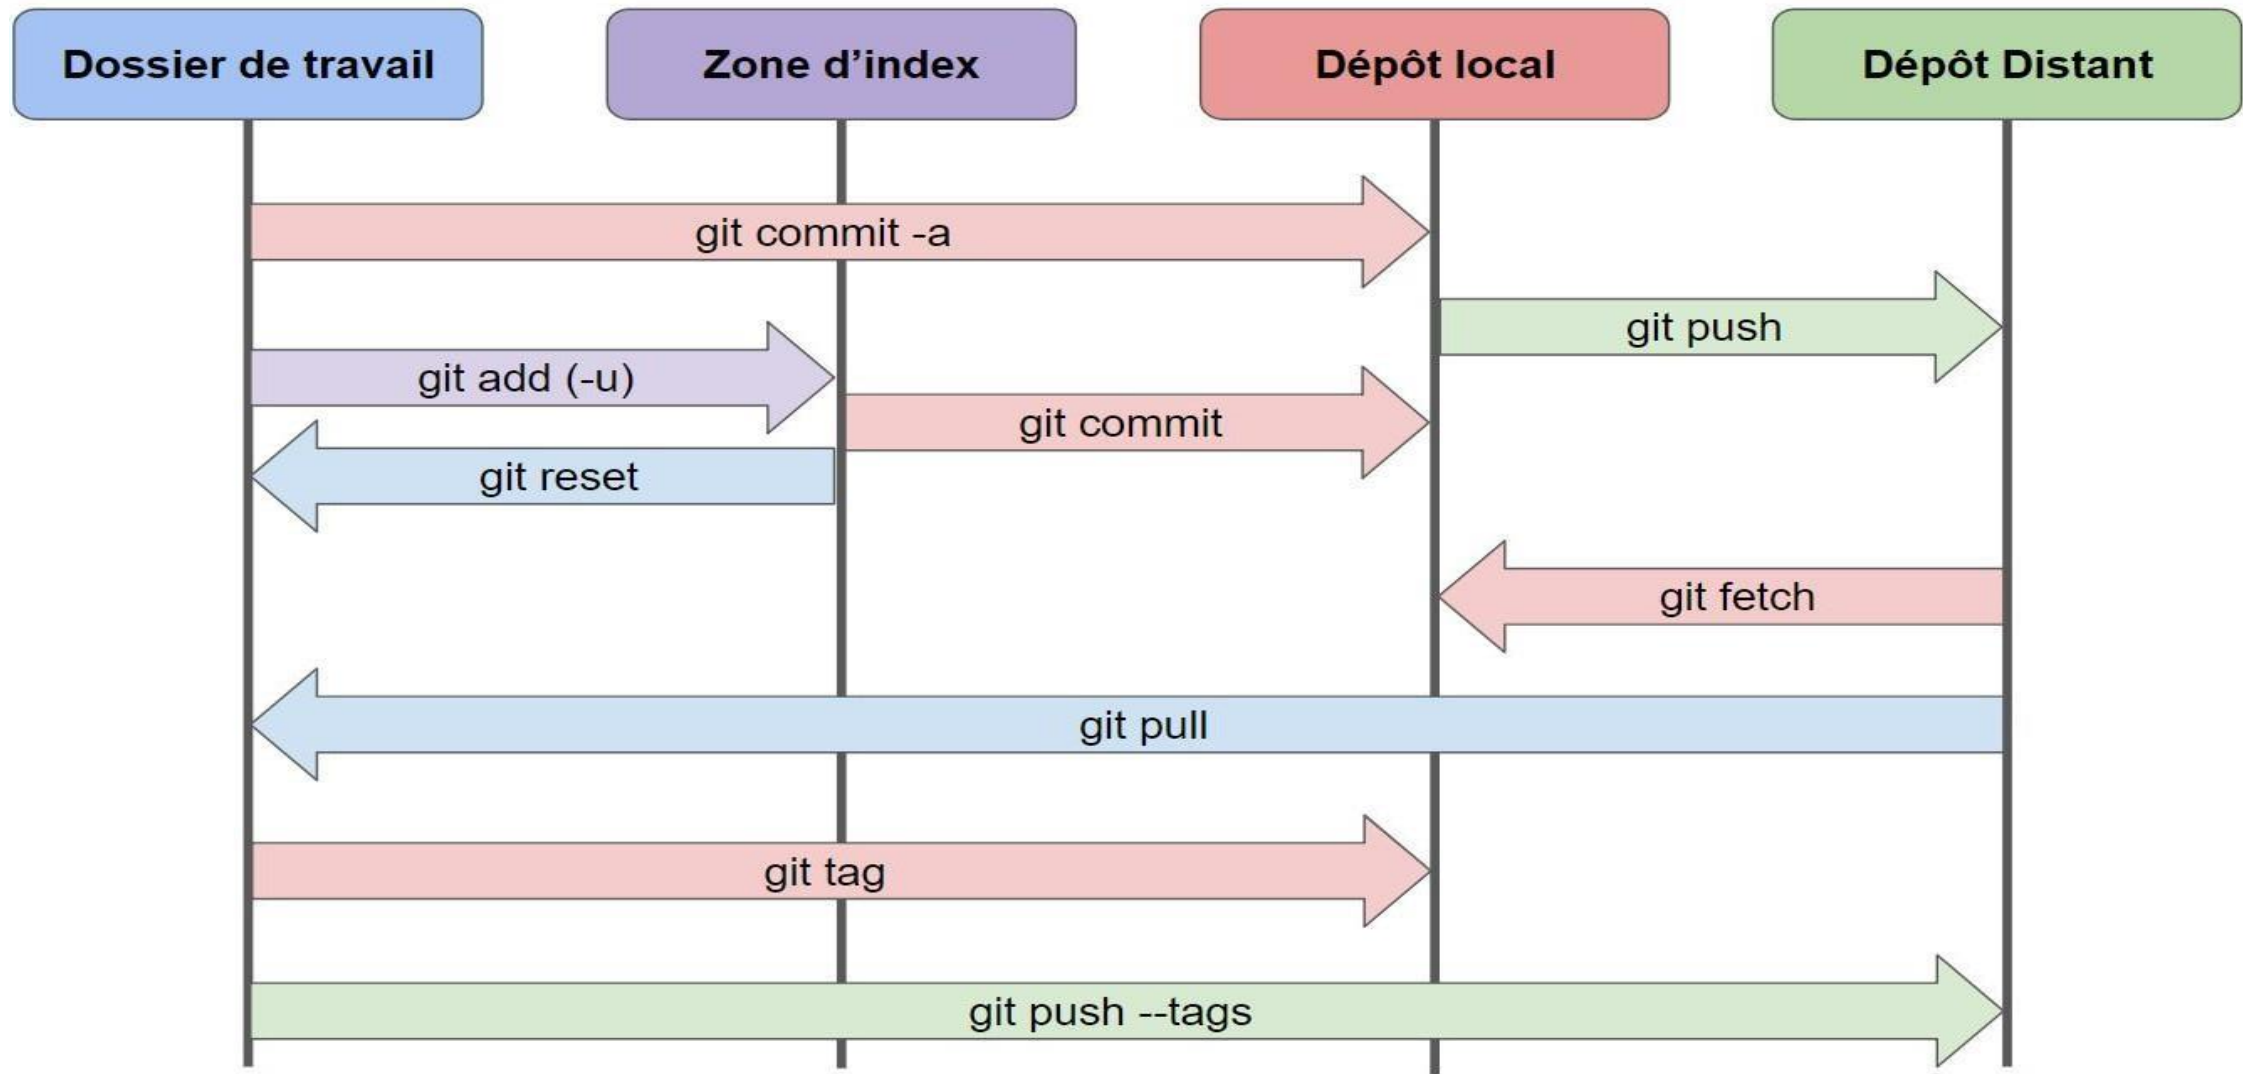 Dossier de travail
Zone d’index
Dépôt local
Dépôt Distant
git commit -a
git push
git add (-u)
git commit
git reset
git fetch
git pull
git tag
git push --tags